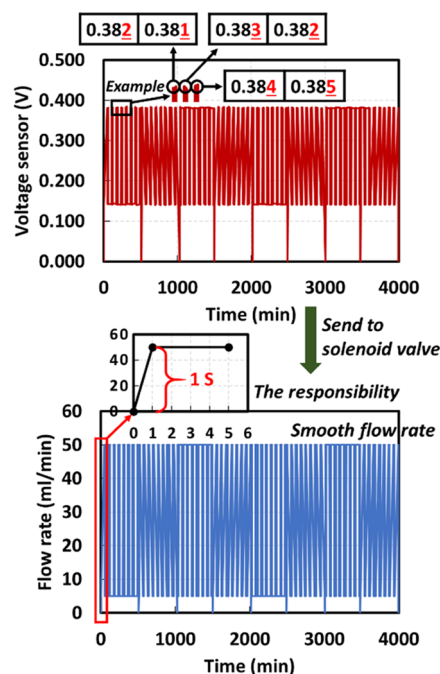 0.382 0.381 0.383 0.382
0.384 0.385
Example
Voltage sensor (V)
0.500
0.400
0.300
0.200
0.100
0.000
0 1000 2000 3000 4000
Time (min)
Send to
solenoid valve
60
40
20
0
1 S
0 1 2 3 4 5 6
The responsibility
Smooth flow rate
Flow rate (ml/min)
60
50
40
30
20
10
0
0 1000 2000 3000 4000
Time (min)